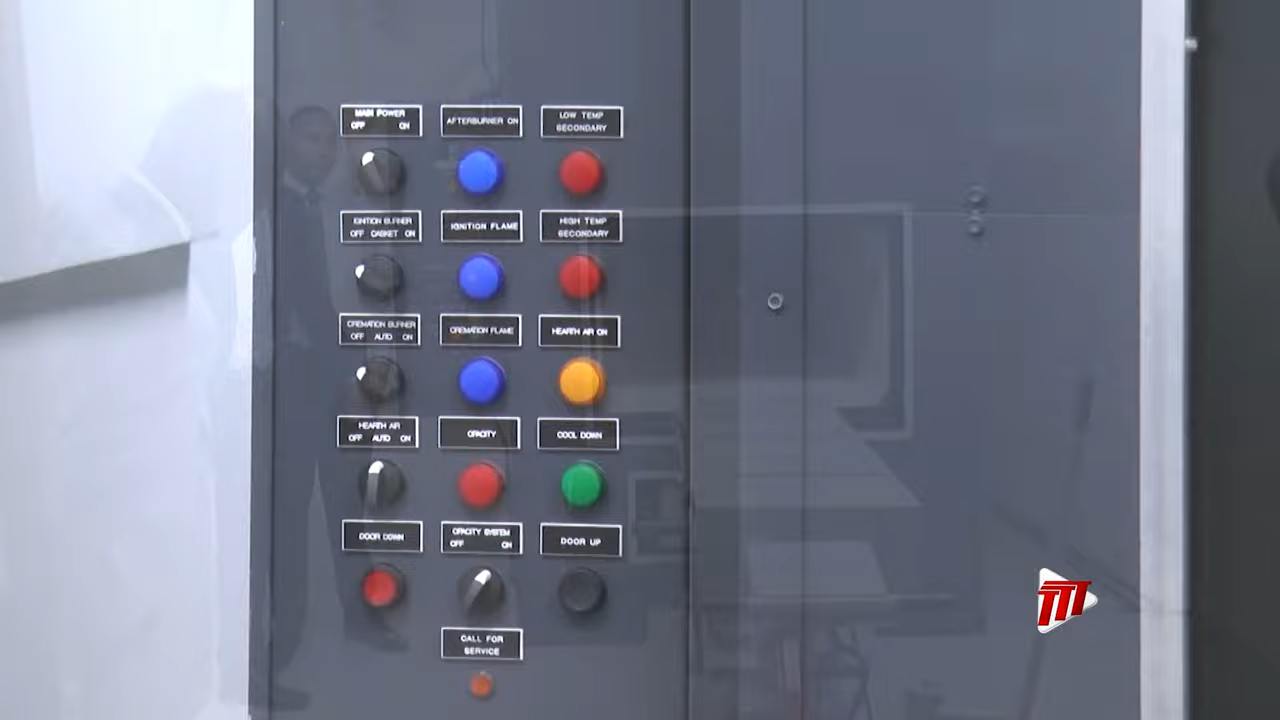 MAIN POWER
OFF ON
AFTERBURNER ON
LOW TEMP
SECONDARY
IGNITION BURNER
OFF CASKET ON
IGNITION FLAME
HIGH TEMP
SECONDARY
CREMATION BURNER
OFF AUTO ON
CREMATION FLAME
HEARTH AIR ON
HEARTH AIR
OFF AUTO ON
OPACITY
COOL DOWN
DOOR DOWN
OPACITY SYSTEM
OFF ON
DOOR UP
CALL FOR
SERVICE
TTT